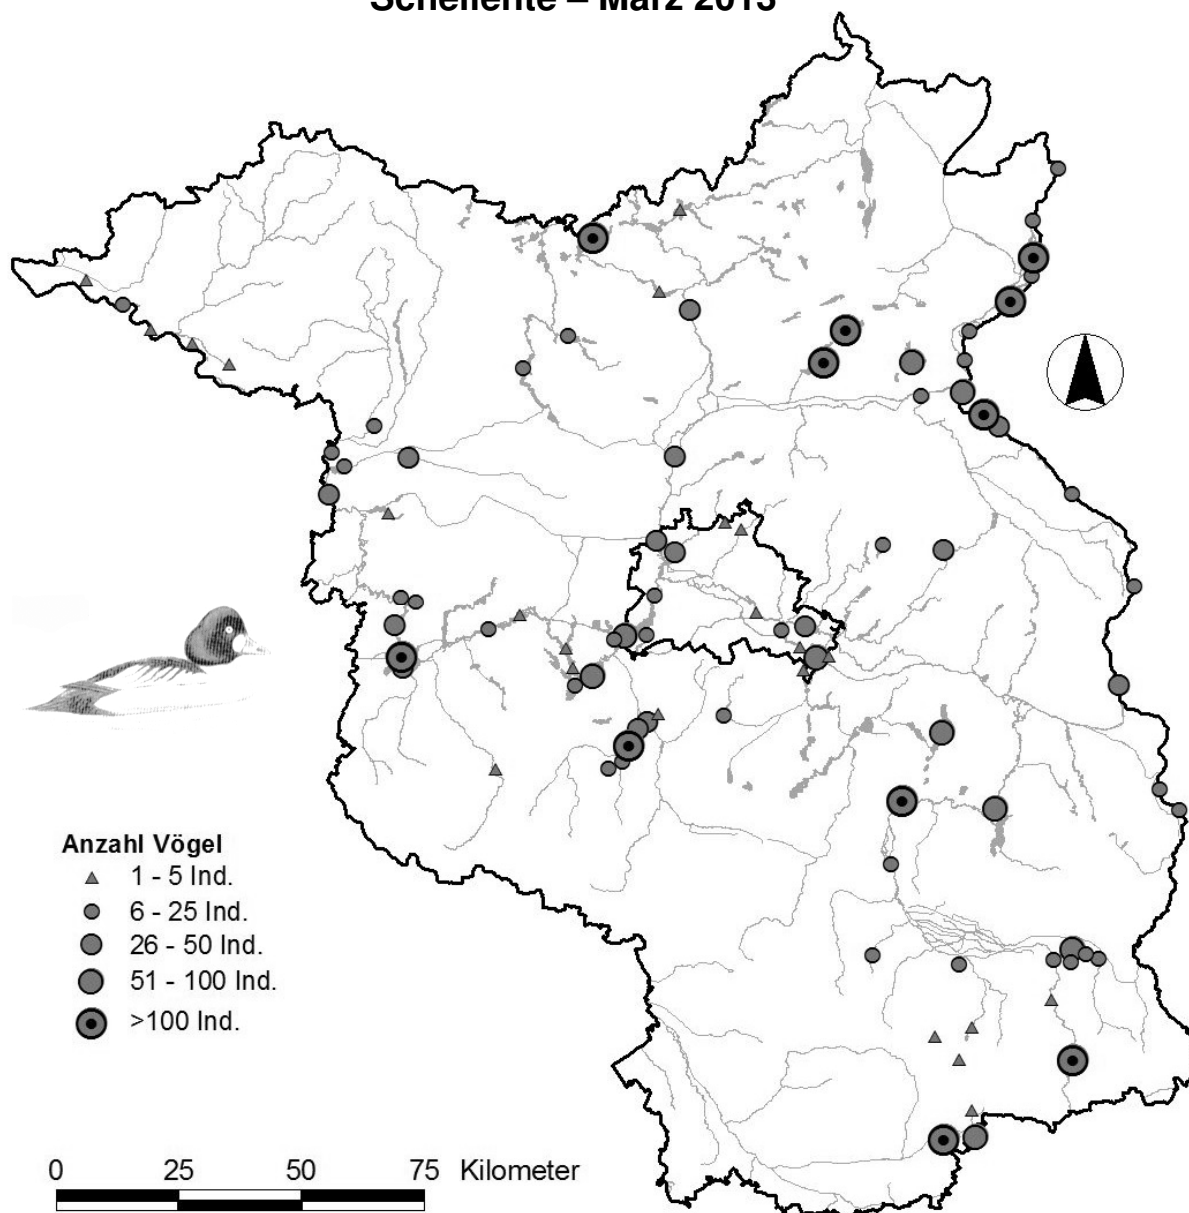 Schellente – März 2013
Anzahl Vögel
1 - 5 Ind.
6 - 25 Ind.
26 - 50 Ind.
51 - 100 Ind.
>100 Ind.
0 25 50 75 Kilometer